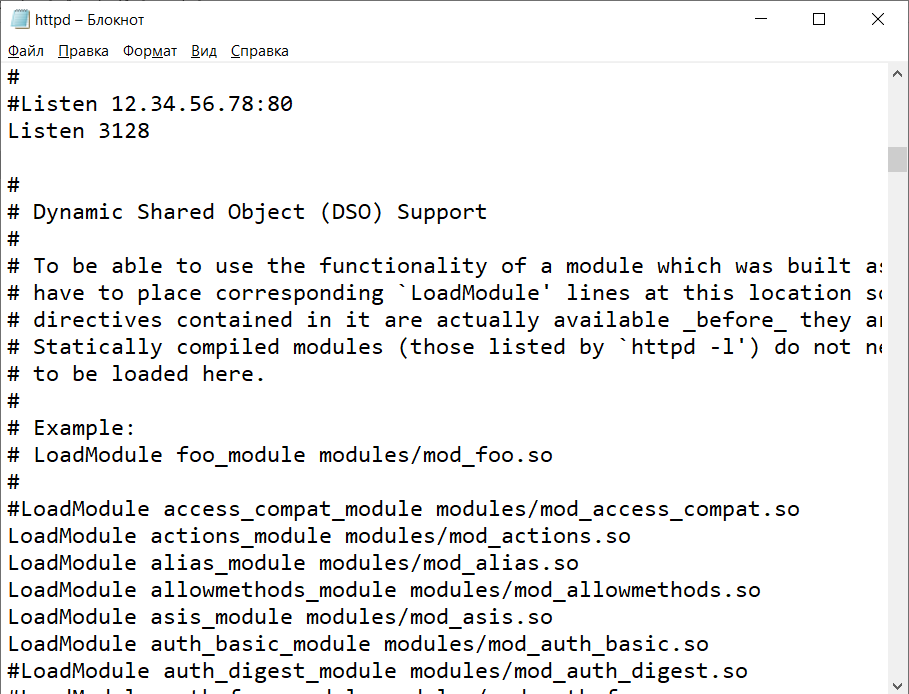 httpd – Блокнот
Файл Правка Формат Вид Справка
#
#Listen 12.34.56.78:80
Listen 3128
#
# Dynamic Shared Object (DSO) Support
#
# To be able to use the functionality of a module which was built as
# have to place corresponding `LoadModule' lines at this location so
# directives contained in it are actually available _before_ they
# Statically compiled modules (those listed by `httpd -l') do not
# to be loaded here.
#
# Example:
# LoadModule foo_module modules/mod_foo.so
#
#LoadModule access_compat_module modules/mod_access_compat.so
LoadModule actions_module modules/mod_actions.so
LoadModule alias_module modules/mod_alias.so
LoadModule allowmethods_module modules/mod_allowmethods.so
LoadModule asis_module modules/mod_asis.so
LoadModule auth_basic_module modules/mod_auth_basic.so
#LoadModule auth_digest_module modules/mod_auth_digest.so